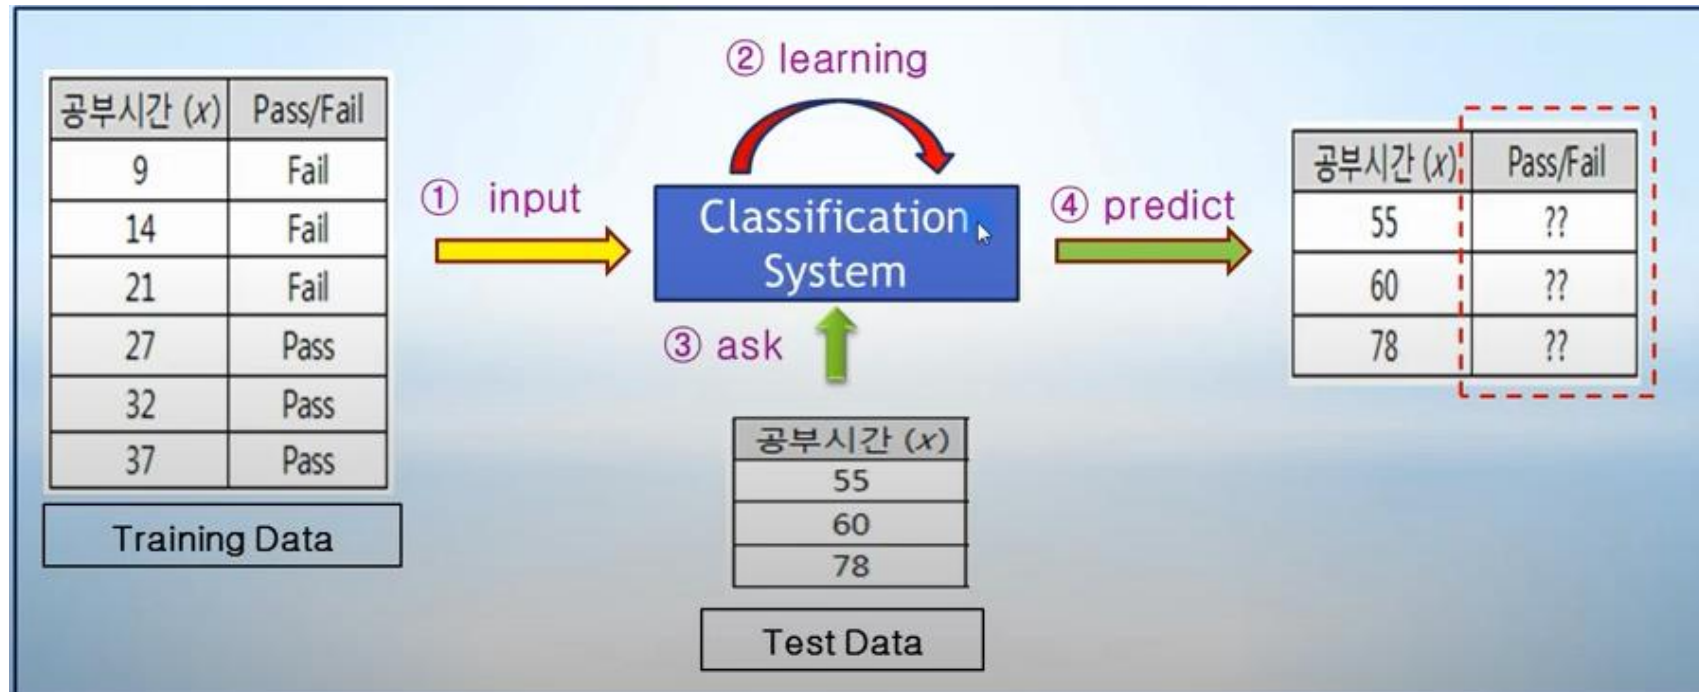 공부시간 (x) Pass/Fail
9 Fail
14 Fail
21 Fail
27 Pass
32 Pass
37 Pass
Training Data
① input
② learning
Classification
System
③ ask
공부시간 (x)
55
60
78
Test Data
④ predict
공부시간 (x) Pass/Fail
55 ??
60 ??
78 ??